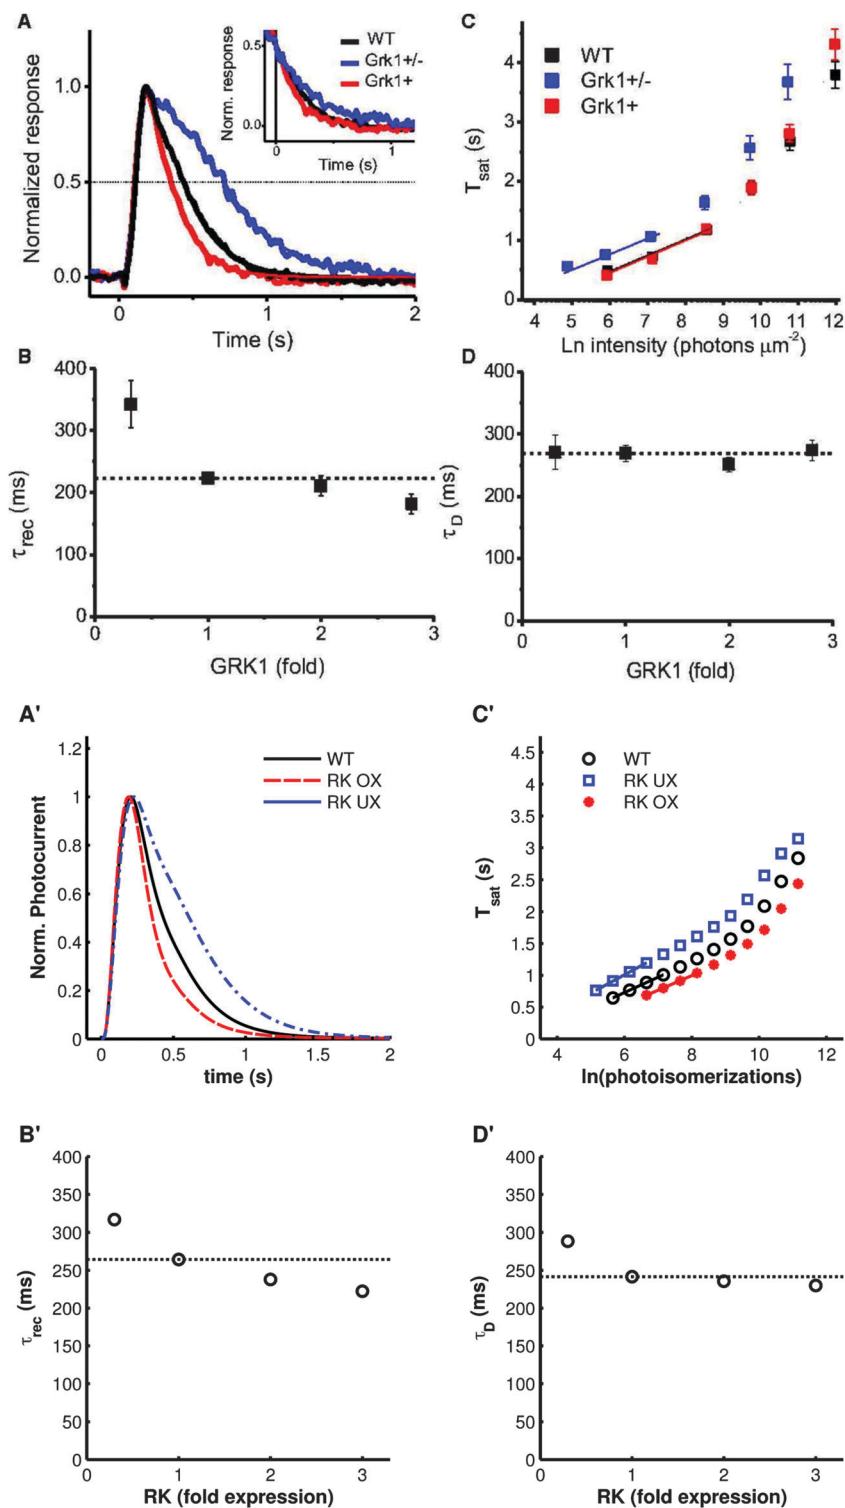 A
WT
Grk1+/-
Grk1+
Norm. response
0.5
0.0
0
1
Time (s)
Normalized response
1.0
0.5
0.0
0
1
2
Time (s)
C
WT
Grk1+/-
Grk1+
Tsat (s)
4
3
2
1
0
4 5 6 7 8 9 10 11 12
Ln intensity (photons μm-2)
B
τrec (ms)
400
300
200
100
0
0 1 2 3
GRK1 (fold)
D
τD (ms)
400
300
200
100
0
0 1 2 3
GRK1 (fold)
A'
WT
RK OX
RK UX
Norm. Photocurrent
1.2
1
0.8
0.6
0.4
0.2
0
0 0.5 1 1.5 2
time (s)
C'
WT
RK UX
RK OX
Tsat (s)
4.5
4
3.5
3
2.5
2
1.5
1
0.5
0
4 6 8 10 12
ln(photoisomerizations)
B'
τrec (ms)
400
350
300
250
200
150
100
50
0
0 1 2 3
RK (fold expression)
D'
τD (ms)
400
350
300
250
200
150
100
50
0
0 1 2 3
RK (fold expression)